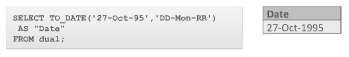 SELECT TO_DATE('27-Oct-95','DD-Mon-RR')
AS "Date"
FROM dual;
Date
27-Oct-1995